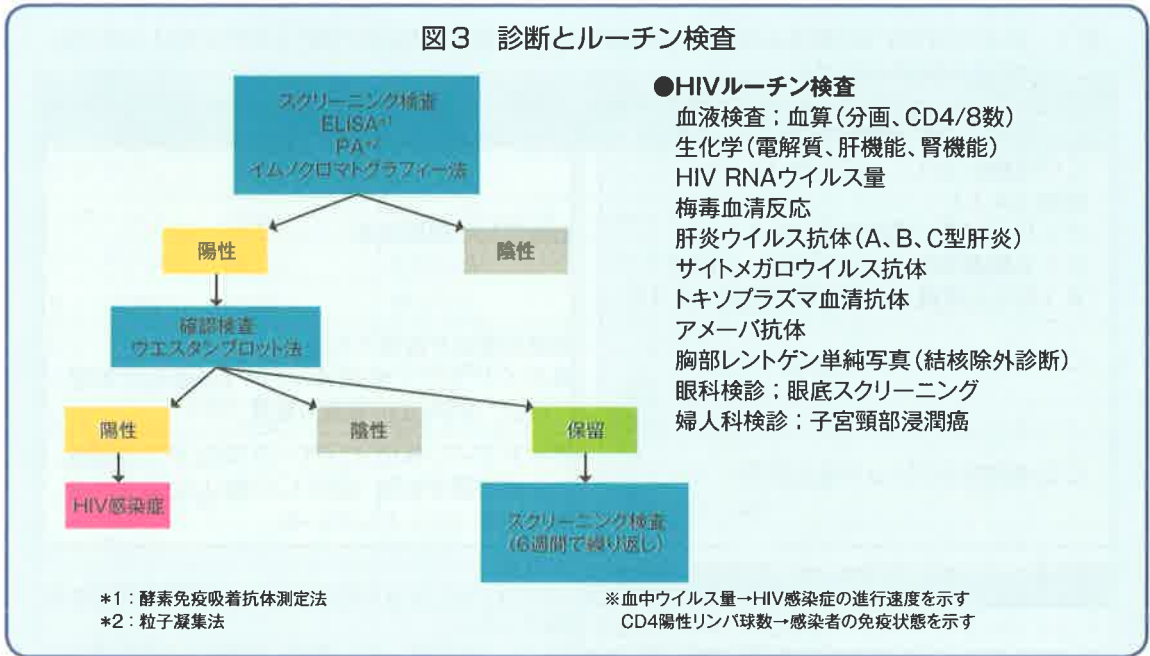 図3 診断とルーチン検査
スクリーニング検査
ELISA*1
PA*2
イムノクロマトグラフィー法
陽性
陰性
確認検査
ウエスタンブロット法
陽性
陰性
保留
HIV感染症
スクリーニング検査
(6週間で繰り返し)
●HIVルーチン検査
血液検査;血算(分画、CD4/8数)
生化学(電解質、肝機能、腎機能)
HIV RNAウイルス量
梅毒血清反応
肝炎ウイルス抗体(A、B、C型肝炎)
サイトメガロウイルス抗体
トキソプラズマ血清抗体
アメーバ抗体
胸部レントゲン単純写真(結核除外診断)
眼科検診;眼底スクリーニング
婦人科検診;子宮頸部浸潤癌
*1:酵素免疫吸着抗体測定法
*2:粒子凝集法
※血中ウイルス量→HIV感染症の進行速度を示す
CD4陽性リンパ球数→感染者の免疫状態を示す